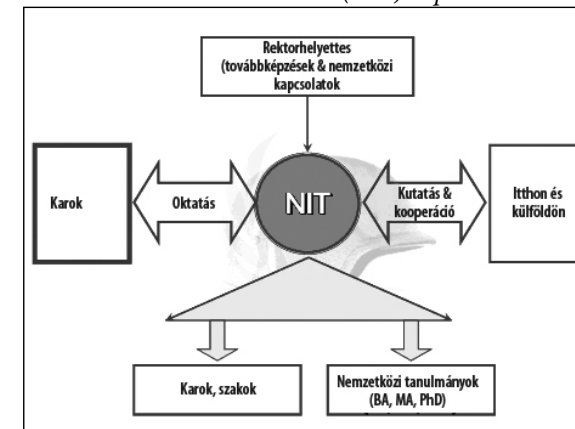 Rektorhelyettes
(továbbképzések & nemzetközi
kapcsolatok
Karok
Oktatás
NIT
Kutatás &
kooperáció
Itthon és
külföldön
Karok, szakok
Nemzetközi tanulmányok
(BA, MA, PhD)